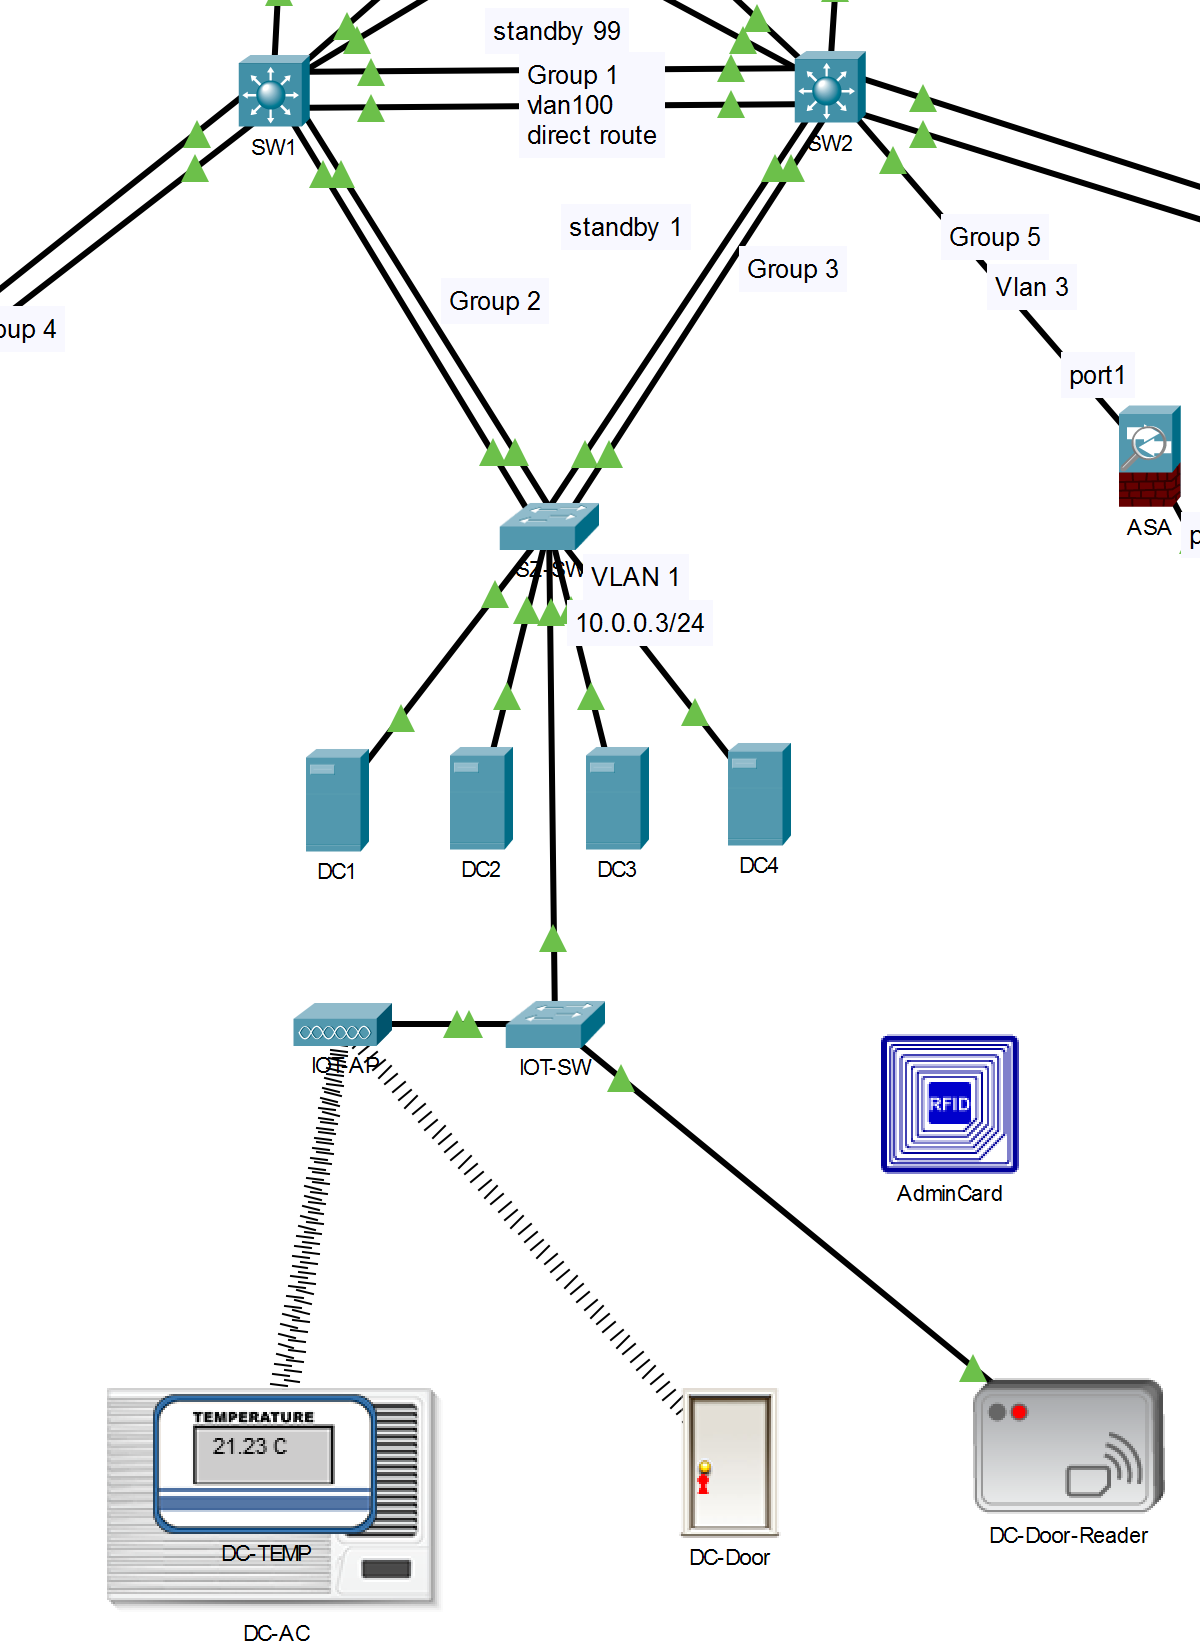 standby 99
Group 1
vlan100
direct route
SW1
SW2
standby 1
Group 5
Group 3
Vlan 3
Group 2
oup 4
port1
ASA
p
SZ-SW
VLAN 1
10.0.0.3/24
DC1
DC2
DC3
DC4
IOT-AP
IOT-SW
RFID
AdminCard
TEMPERATURE
21.23 C
DC-TEMP
DC-Door
DC-Door-Reader
DC-AC